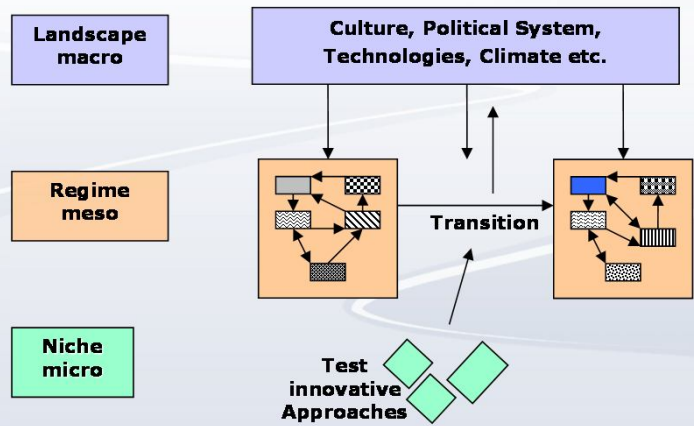 Landscape
macro
Culture, Political System,
Technologies, Climate etc.
Regime
meso
Transition
Niche
micro
Test
innovative
Approaches